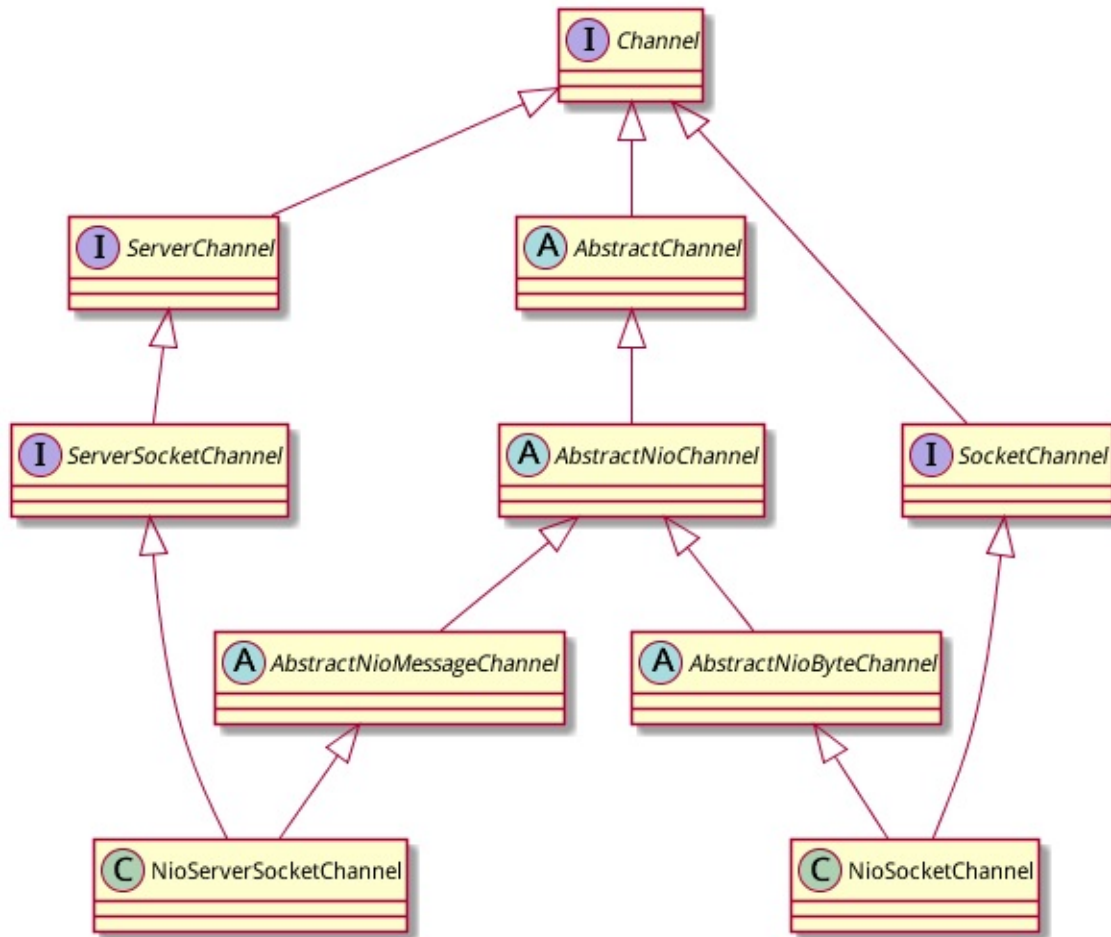 I Channel
I ServerChannel
A AbstractChannel
I ServerSocketChannel
A AbstractNioChannel
I SocketChannel
A AbstractNioMessageChannel
A AbstractNioByteChannel
C NioServerSocketChannel
C NioSocketChannel